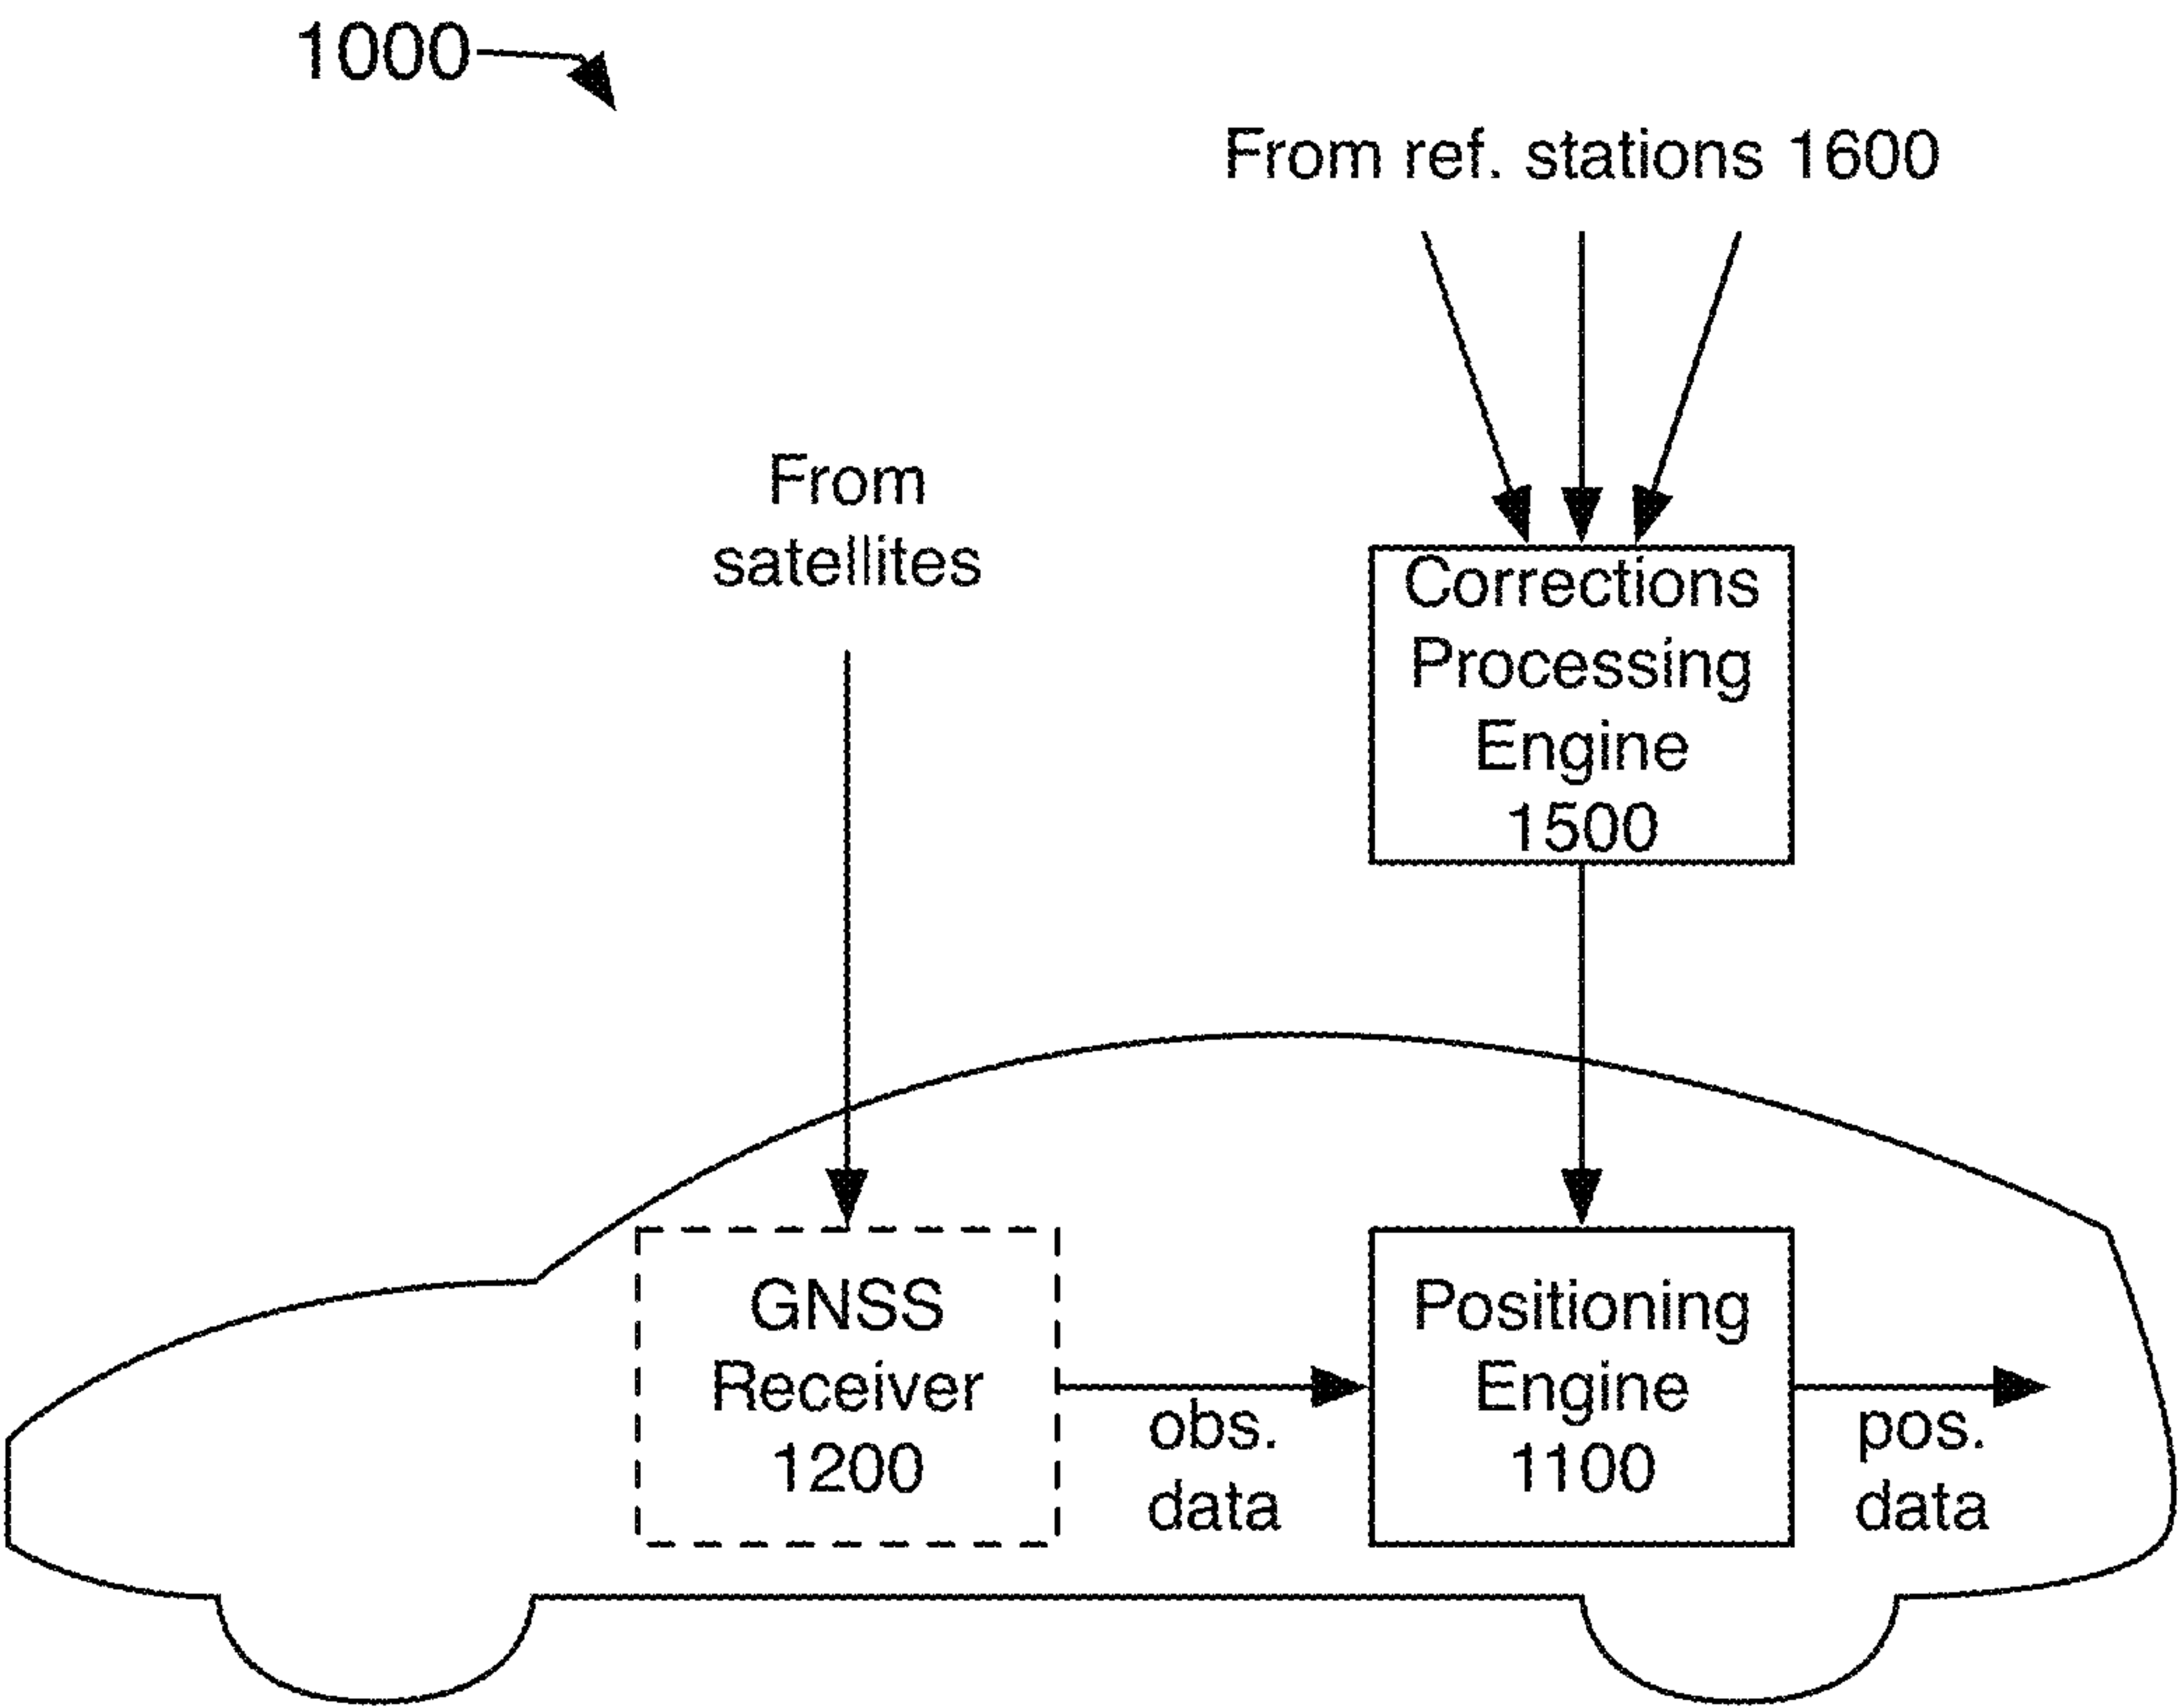 1000
From ref. stations 1600
From
satellites
Corrections
Processing
Engine
1500
GNSS
Receiver
1200
obs.
data
Positioning
Engine
1100
pos.
data